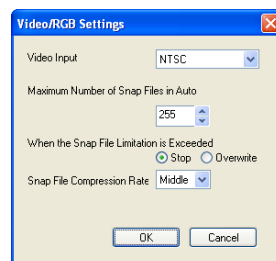 Video/RGB Settings
Video Input
NTSC
Maximum Number of Snap Files in Auto
255
When the Snap File Limitation is Exceeded
Stop Overwrite
Snap File Compression Rate Middle
OK Cancel